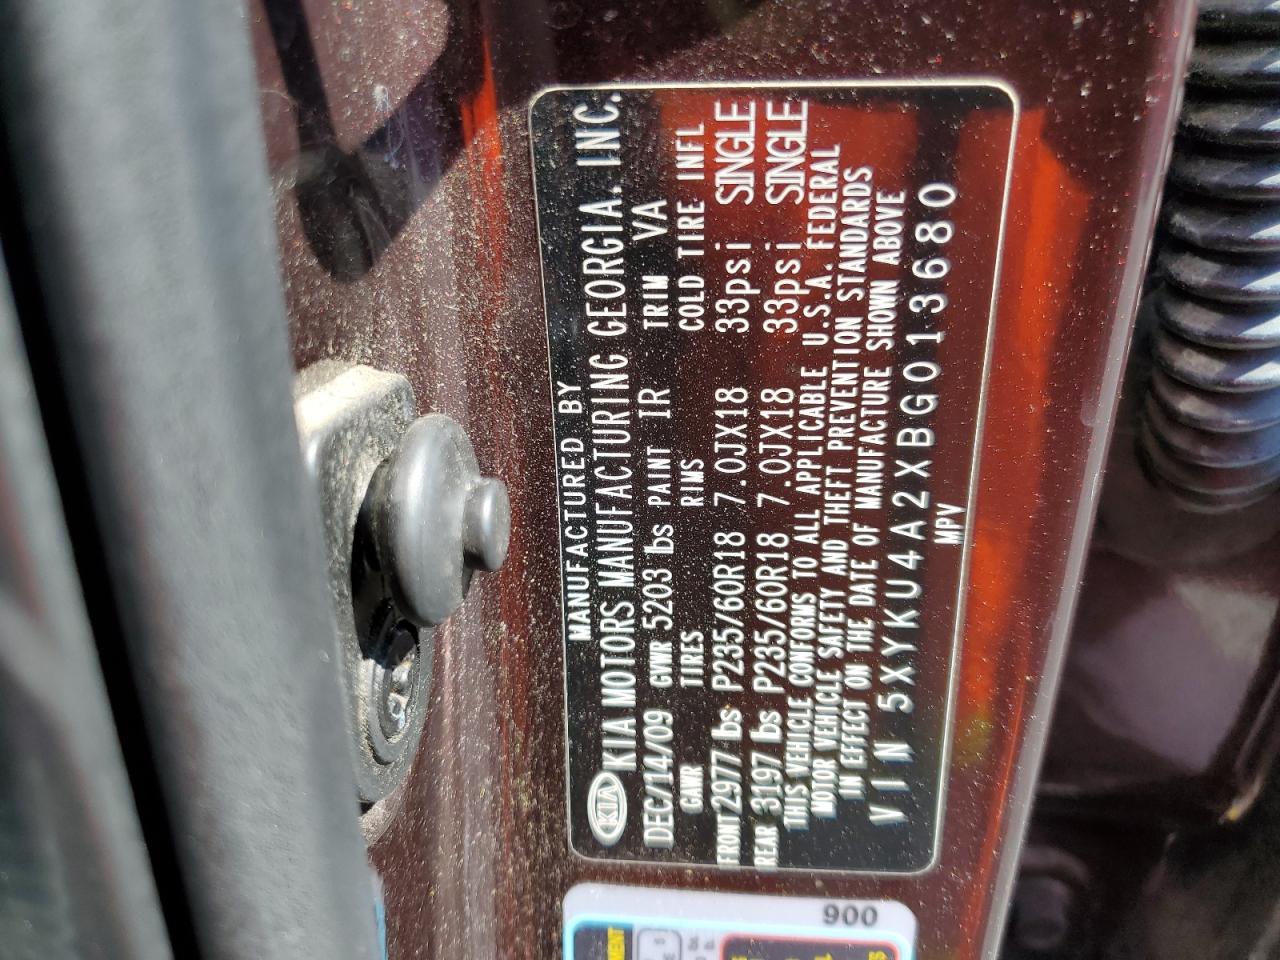 MANUFACTURED BY
KIA KIA MOTORS MANUFACTURING GEORGIA, INC.
DEC/14/09 GVWR 5203 lbs PAINT IR TRIM VA
GAWR TIRES RIMS COLD TIRE INFL
FRONT 2977 lbs P235/60R18 7.0JX18 33psi SINGLE
REAR 3197 lbs P235/60R18 7.0JX18 33psi SINGLE
THIS VEHICLE CONFORMS TO ALL APPLICABLE U.S.A. FEDERAL
MOTOR VEHICLE SAFETY AND THEFT PREVENTION STANDARDS
IN EFFECT ON THE DATE OF MANUFACTURE SHOWN ABOVE
VIN 5XYKU4A2XBG013680
MPV
900